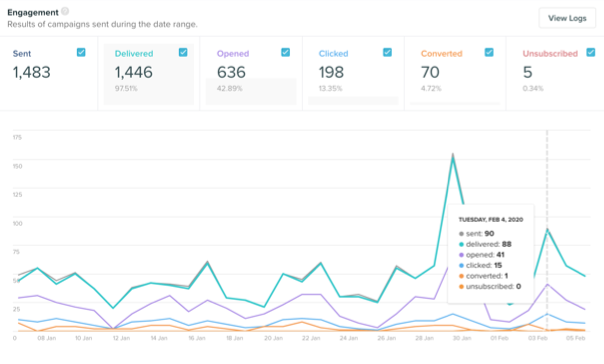 Engagement
View Logs
Results of campaigns sent during the date range.
Sent
Delivered
Opened
Clicked
Converted
Unsubscribed
1,483
1,446
636
198
70
5
97.51%
42.89%
13.35%
4.72%
0.34%
175
150
125
100
75
25
0
TUESDAY, FEB 4, 2020
sent: 90
delivered: 88
opened: 41
clicked: 15
converted: 1
unsubscribed: 0
08 Jan 10 Jan 12 Jan 14 Jan 16 Jan 18 Jan 20 Jan 22 Jan 24 Jan 26 Jan 28 Jan 30 Jan 01 Feb 03 Feb 05 Feb